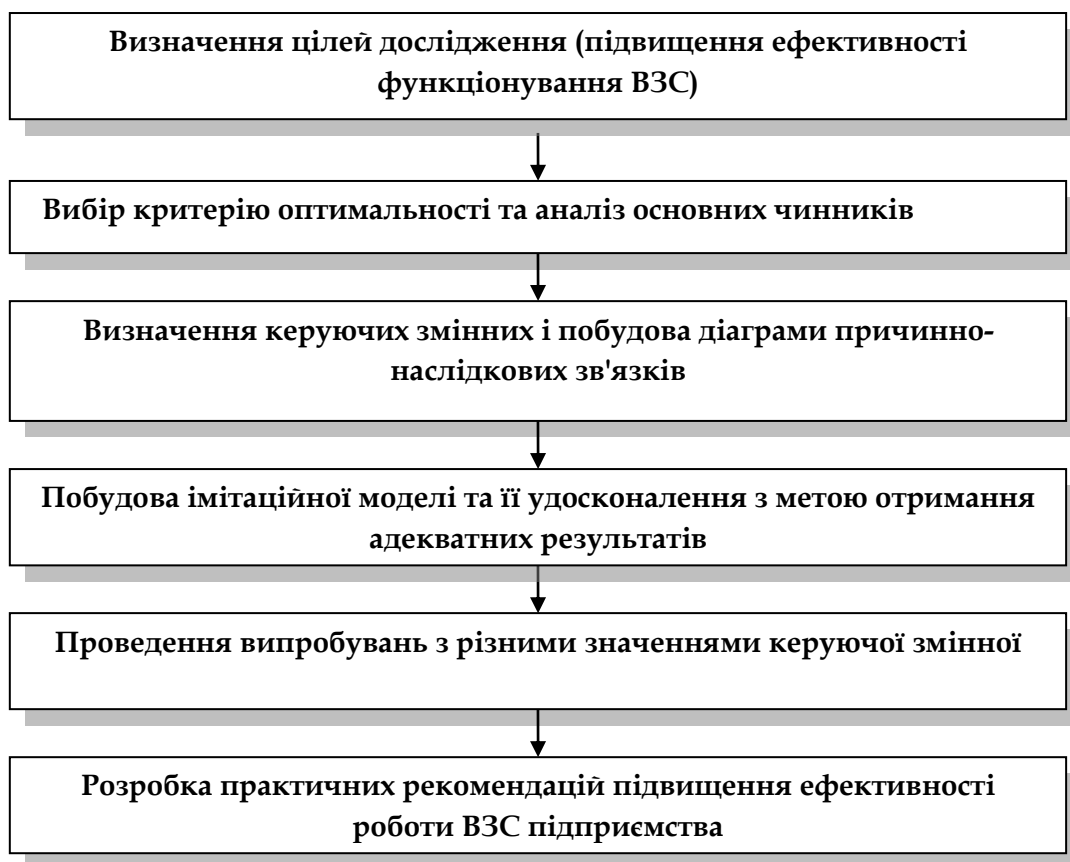 Визначення цілей дослідження (підвищення ефективності
функціонування ВЗС)
Вибір критерію оптимальності та аналіз основних чинників
Визначення керуючих змінних і побудова діаграми причинно-
наслідкових зв'язків
Побудова імітаційної моделі та її удосконалення з метою отримання
адекватних результатів
Проведення випробувань з різними значеннями керуючої змінної
Розробка практичних рекомендацій підвищення ефективності
роботи ВЗС підприємства